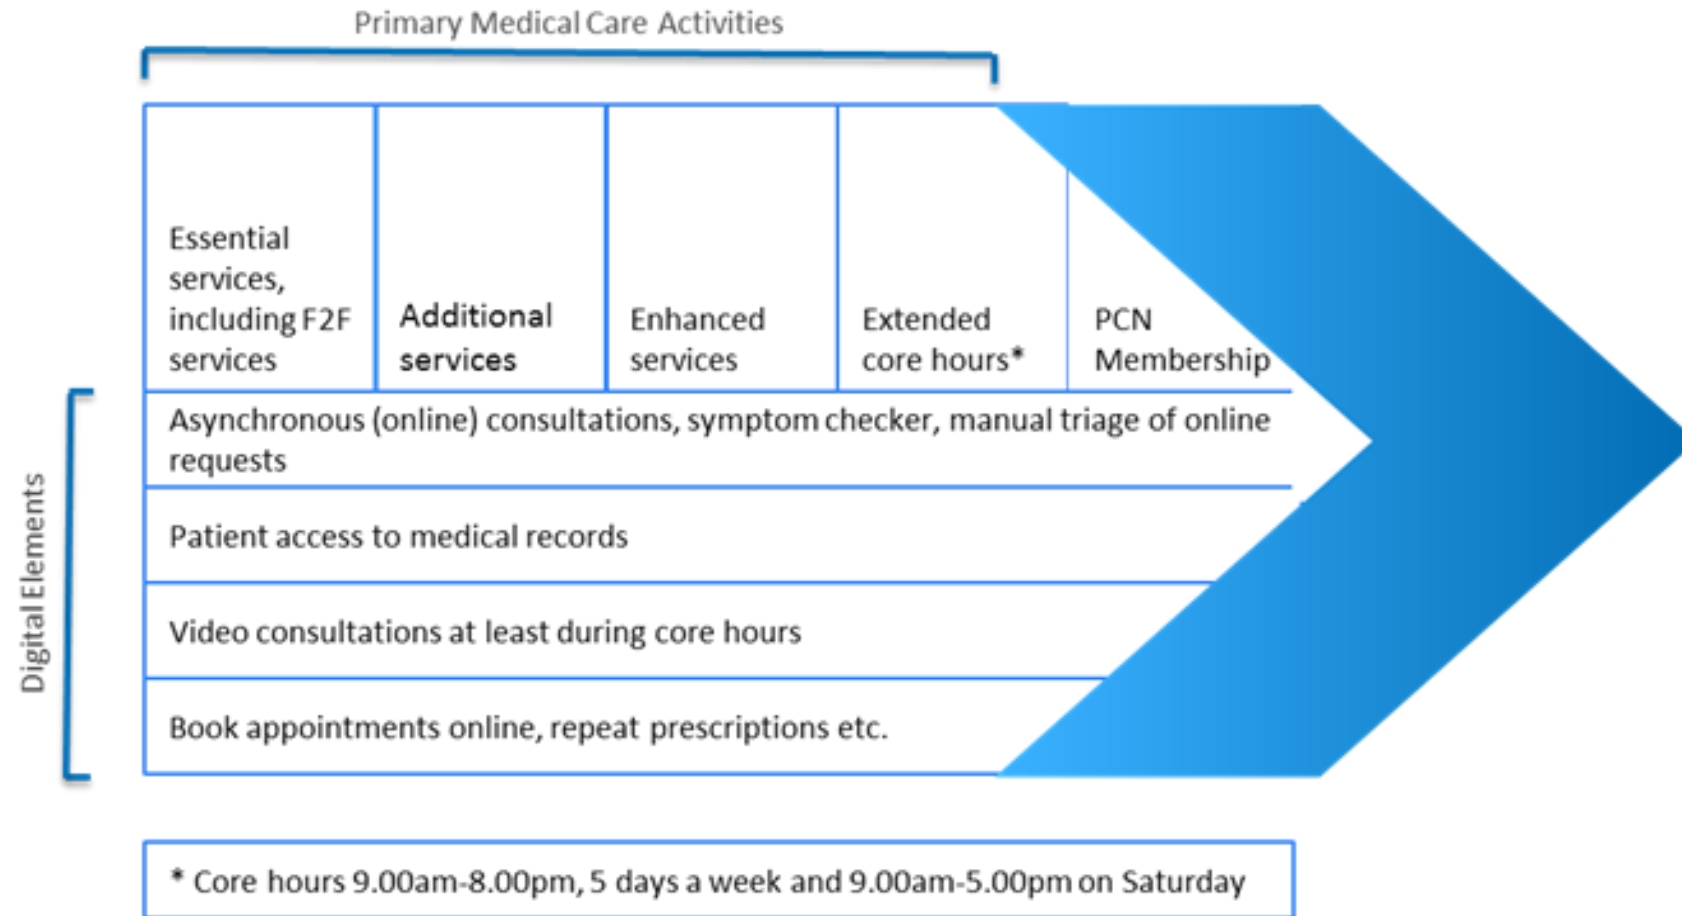 Primary Medical Care Activities
Essential
services,
including F2F
services
Additional
services
Enhanced
services
Extended
core hours*
PCN
Membership
Digital Elements
Asynchronous (online) consultations, symptom checker, manual triage of online
requests
Patient access to medical records
Video consultations at least during core hours
Book appointments online, repeat prescriptions etc.
* Core hours 9.00am-8.00pm, 5 days a week and 9.00am-5.00pm on Saturday